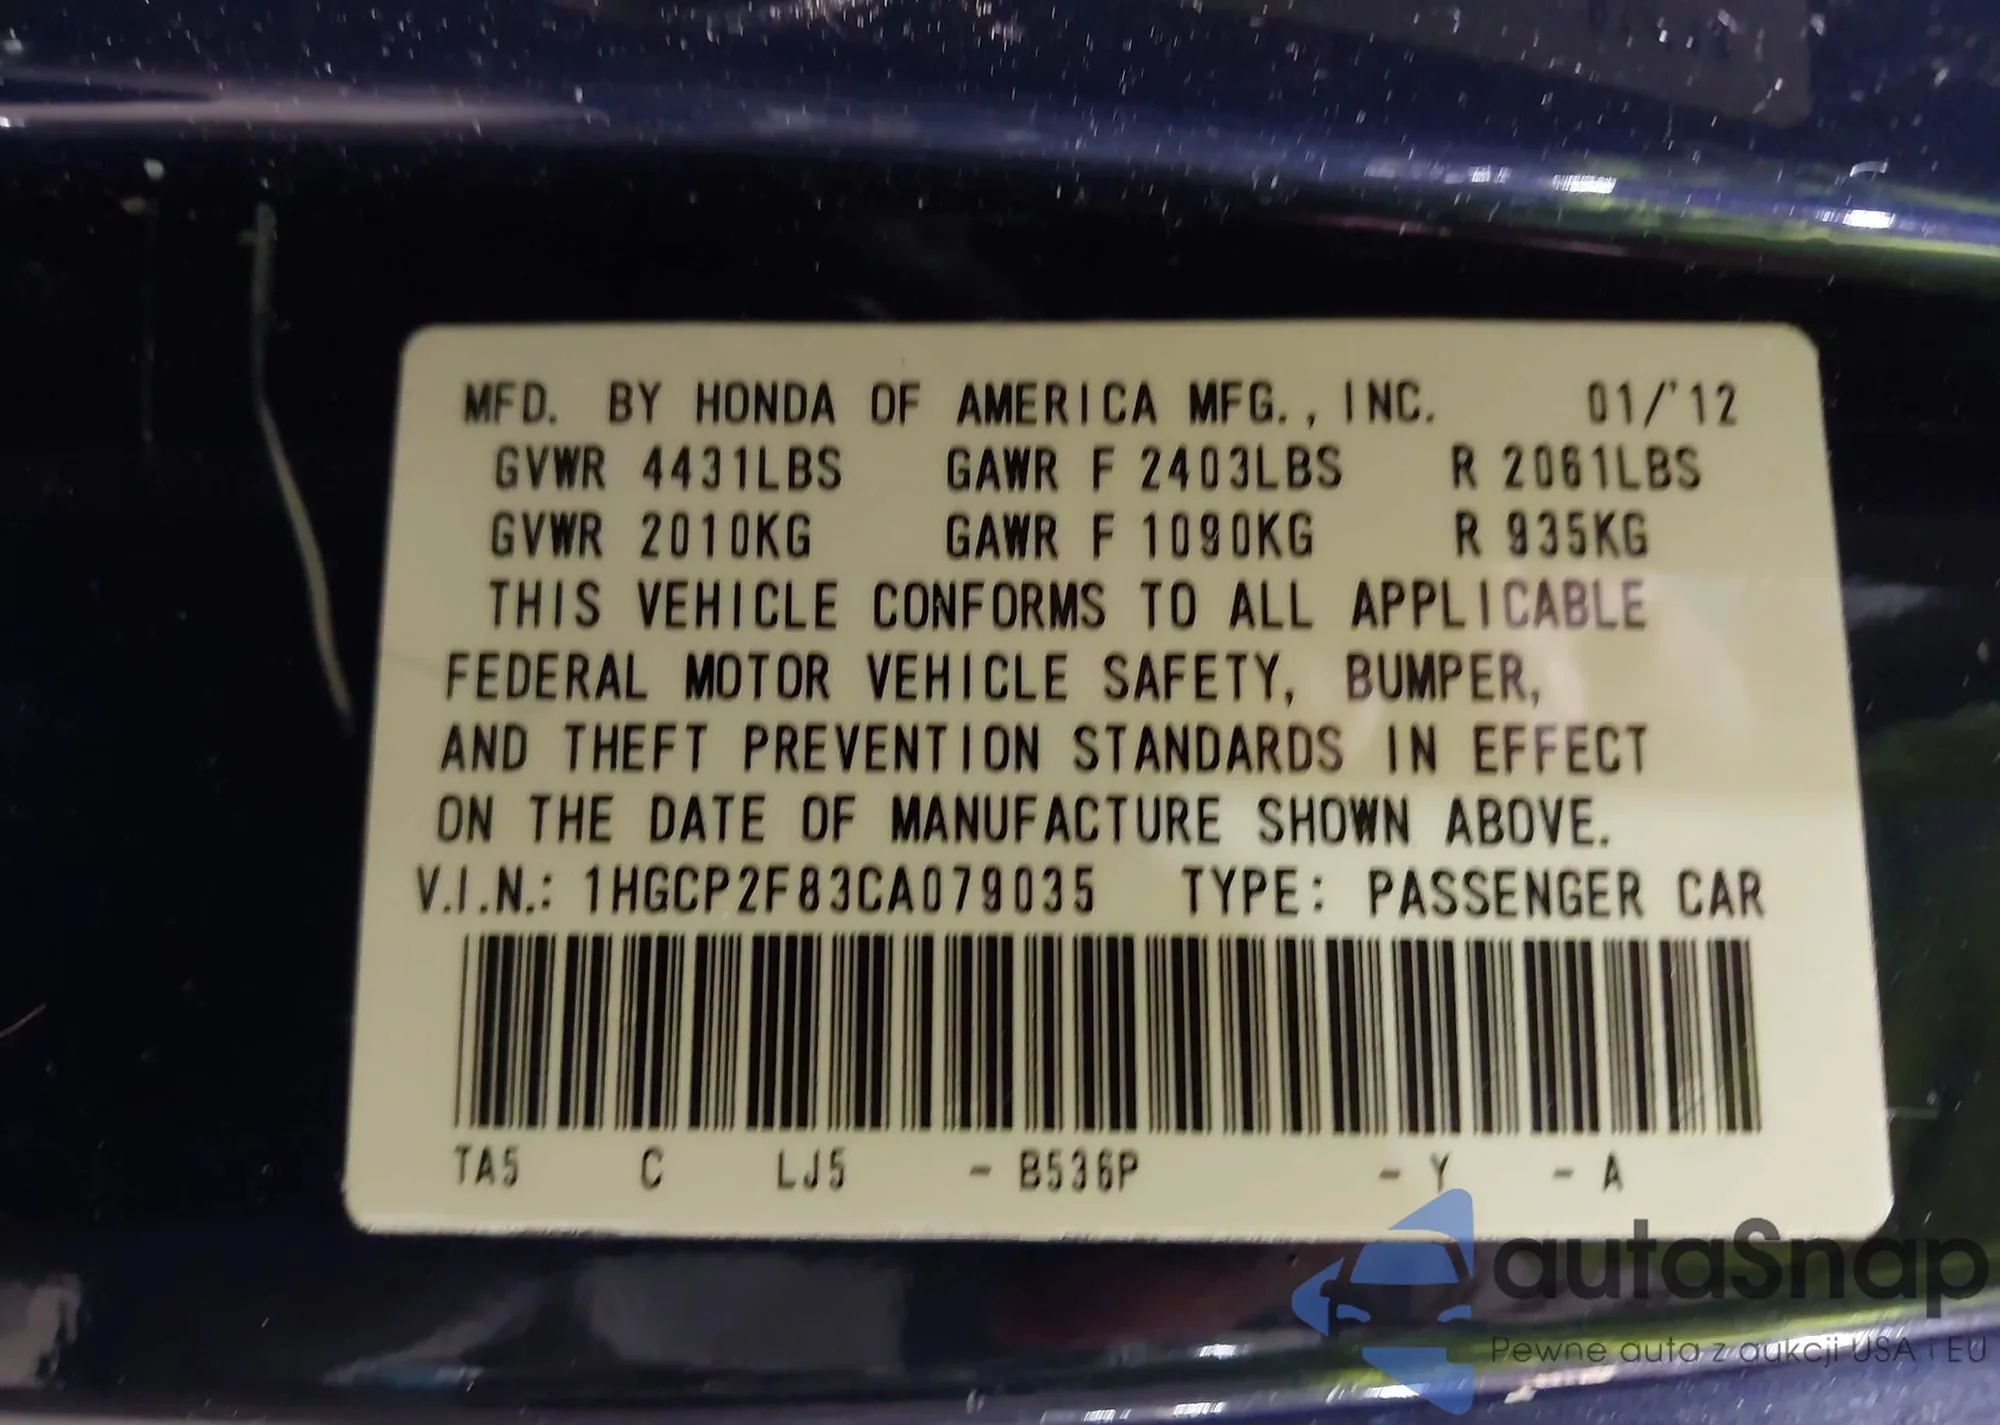 MFD. BY HONDA OF AMERICA MFG., INC. 01/'12
GVWR 4431LBS GAWR F 2403LBS R 2061LBS
GVWR 2010KG GAWR F 1090KG R 935KG
THIS VEHICLE CONFORMS TO ALL APPLICABLE
FEDERAL MOTOR VEHICLE SAFETY, BUMPER,
AND THEFT PREVENTION STANDARDS IN EFFECT
ON THE DATE OF MANUFACTURE SHOWN ABOVE.
V.I.N.: 1HGCP2F83CA079035 TYPE: PASSENGER CAR
TA5 C LJ5 - B536P - Y - A
autaSnap
Pewne auta z aukcji USA i EU